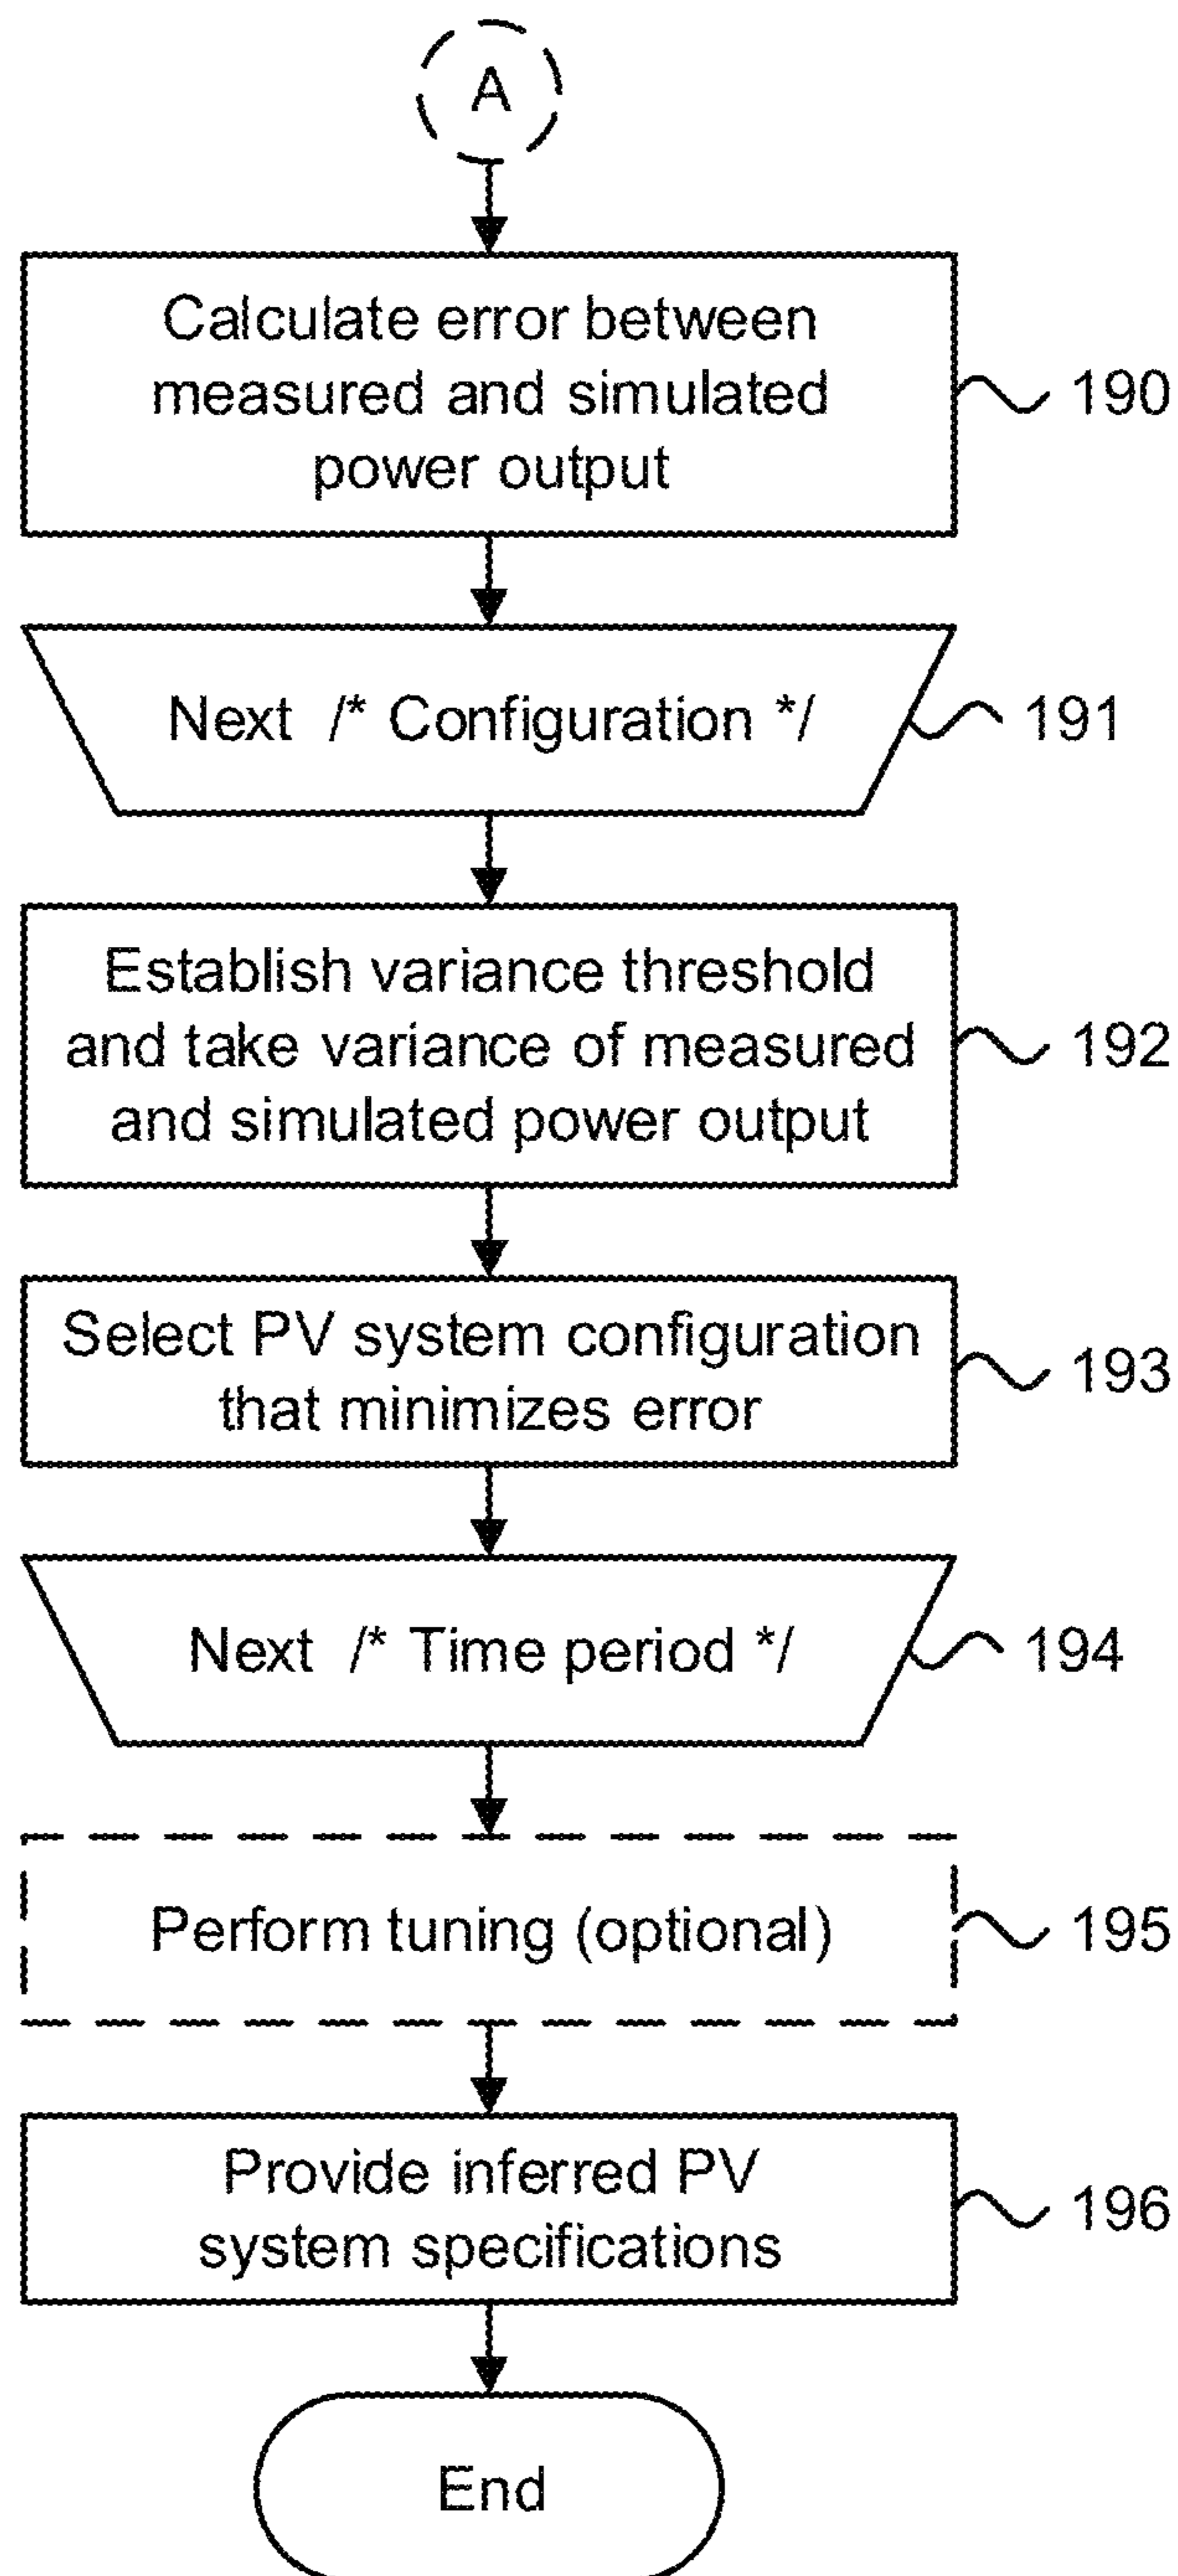 A
Calculate error between
measured and simulated
power output
190
Next /* Configuration */
191
Establish variance threshold
and take variance of measured
and simulated power output
192
Select PV system configuration
that minimizes error
193
Next /* Time period */
194
Perform tuning (optional)
195
Provide inferred PV
system specifications
196
End